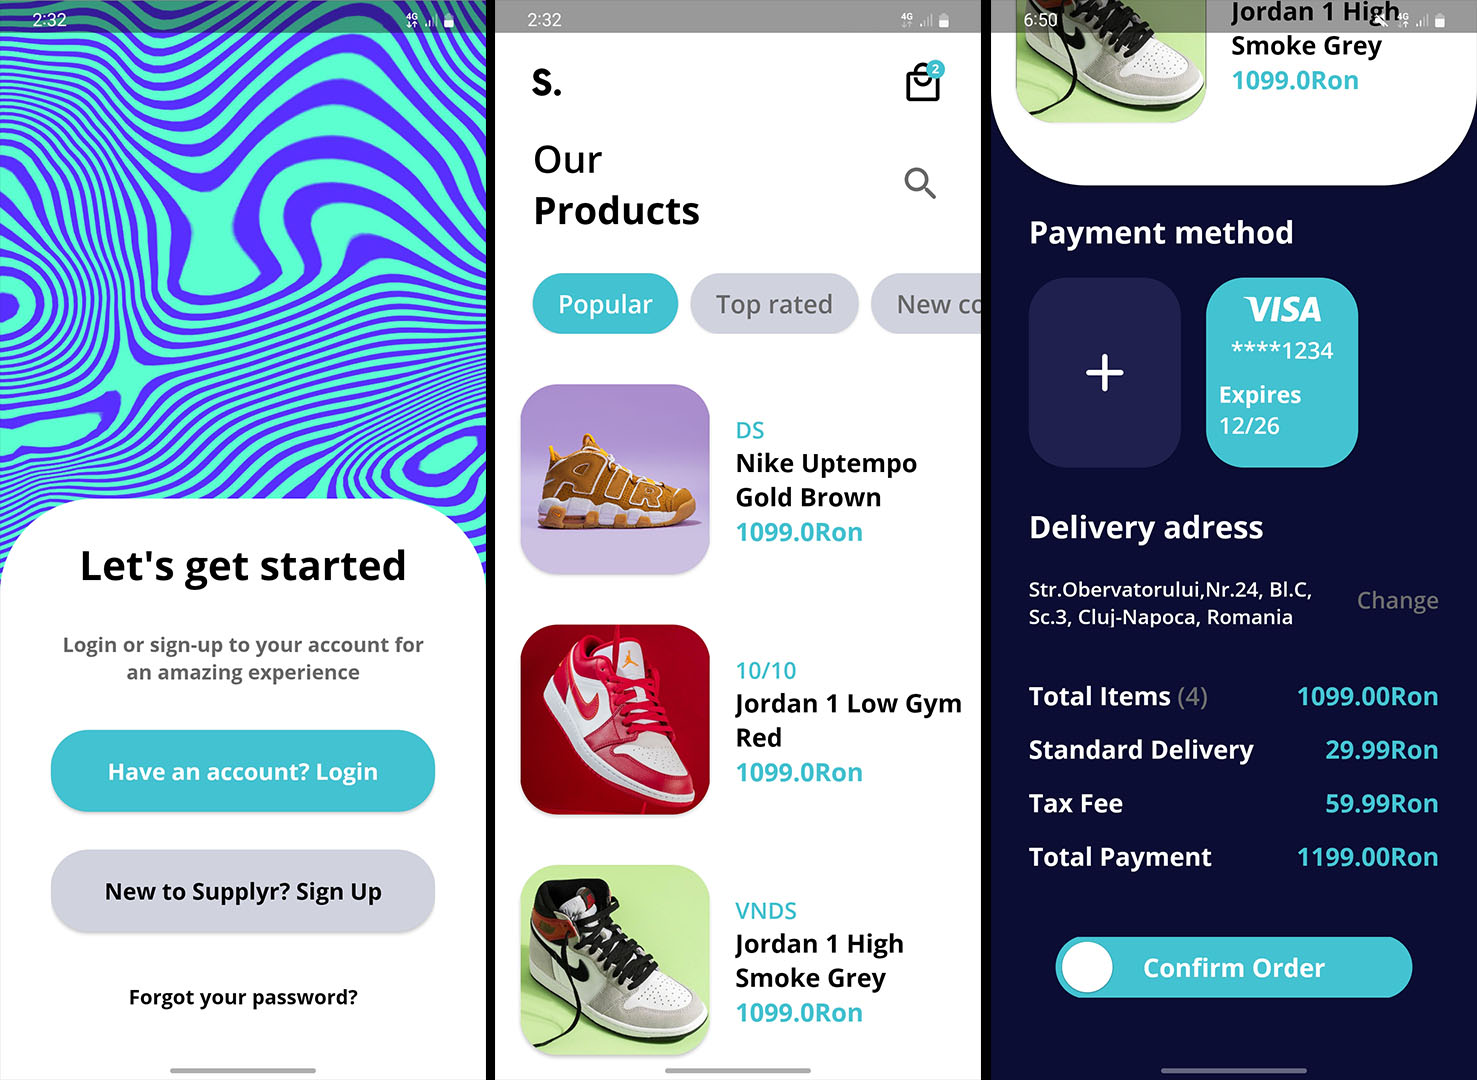 2:32
4G
Let's get started
Login or sign-up to your account for
an amazing experience
Have an account? Login
New to Supplyr? Sign Up
Forgot your password?
2:32
4G
S.
2
Our
Products
Popular
Top rated
New co
AIR
DS
Nike Uptempo
Gold Brown
1099.0Ron
10/10
Jordan 1 Low Gym
Red
1099.0Ron
VNDS
Jordan 1 High
Smoke Grey
1099.0Ron
6:50
4G
Jordan 1 High
Smoke Grey
1099.0Ron
Payment method
+
VISA
****1234
Expires
12/26
Delivery adress
Str.Obervatorului,Nr.24, Bl.C,
Sc.3, Cluj-Napoca, Romania
Change
Total Items (4) 1099.00Ron
Standard Delivery 29.99Ron
Tax Fee 59.99Ron
Total Payment 1199.00Ron
Confirm Order